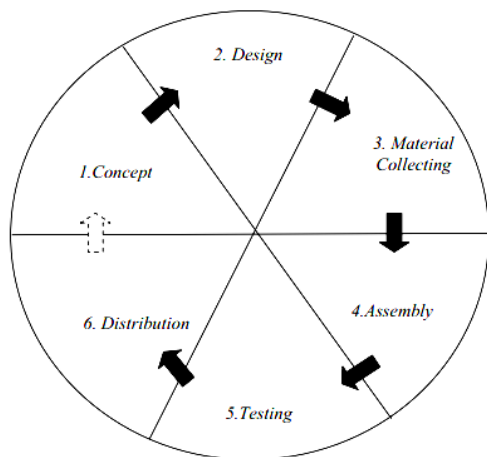 2. Design
3. Material
Collecting
1.Concept
4.Assembly
6. Distribution
5.Testing